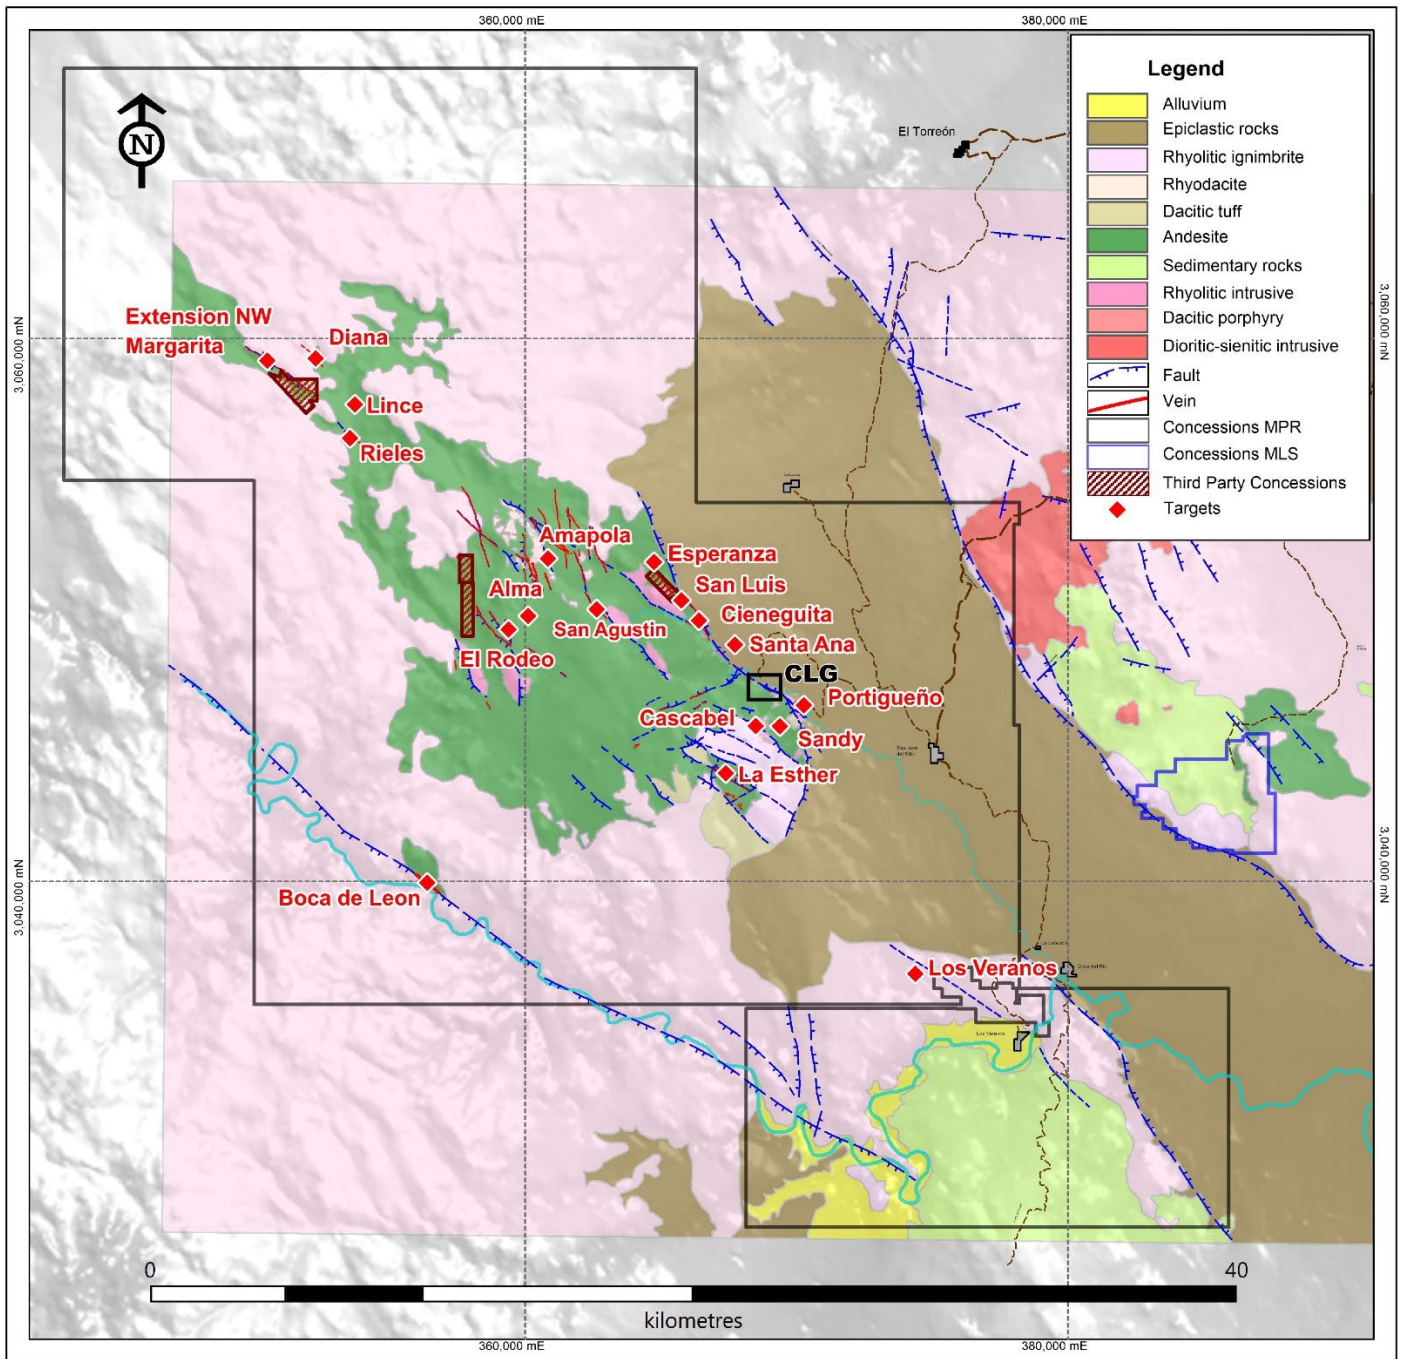 360,000 mE
380,000 mE
Legend
Alluvium
Epiclastic rocks
Rhyolitic ignimbrite
Rhyodacite
Dacitic tuff
Andesite
Sedimentary rocks
Rhyolitic intrusive
Dacitic porphyry
Dioritic-sienitic intrusive
Fault
Vein
Concessions MPR
Concessions MLS
Third Party Concessions
Targets
N
El Torreón
3,060,000 mN
3,060,000 mN
Extension NW
Margarita
Diana
Lince
Rieles
Amapola
Esperanza
Alma
San Luis
San Agustin
Cieneguita
El Rodeo
Santa Ana
CLG
Portigueño
Cascabel
Sandy
La Esther
3,040,000 mN
3,040,000 mN
Boca de Leon
Los Veranos
Los Veranos
0
40
kilometres
360,000 mE
380,000 mE